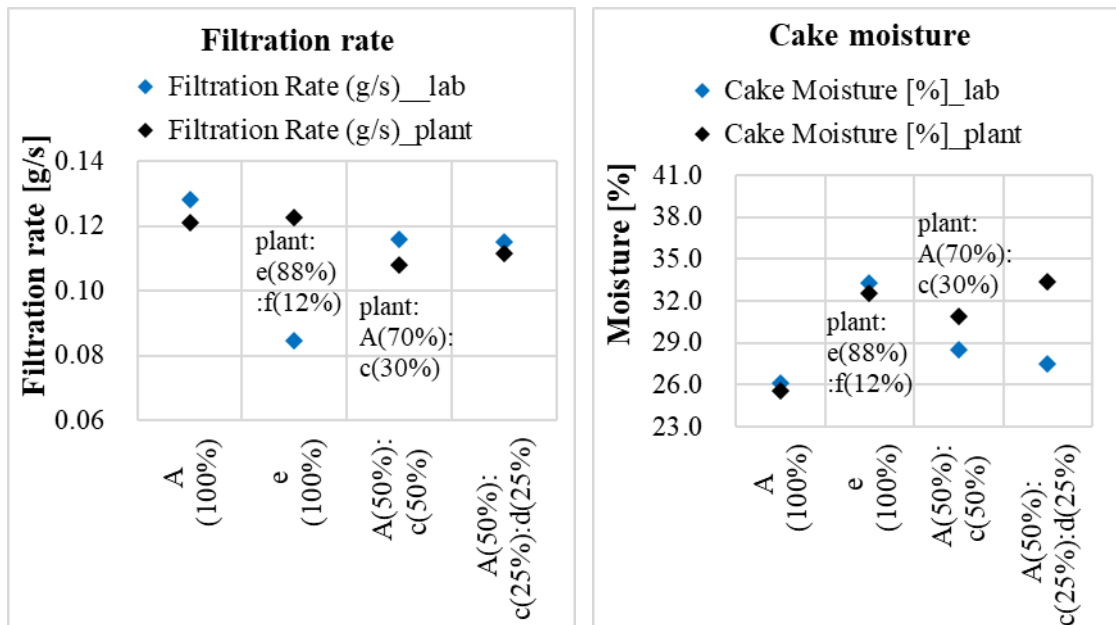 Filtration rate
Filtration Rate (g/s)__lab
Filtration Rate (g/s)_plant
Filtration rate [g/s]
0.14
0.12
0.10
0.08
0.06
plant:
e(88%)
:f(12%)
plant:
A(70%):
c(30%)
A
(100%)
e
(100%)
A(50%):
c(50%)
A(50%):
c(25%):d(25%)
Cake moisture
Cake Moisture [%]_lab
Cake Moisture [%]_plant
Moisture [%]
41.0
38.0
35.0
32.0
29.0
26.0
23.0
plant:
A(70%):
c(30%)
plant:
e(88%)
:f(12%)
A
(100%)
e
(100%)
A(50%):
c(50%)
A(50%):
c(25%):d(25%)